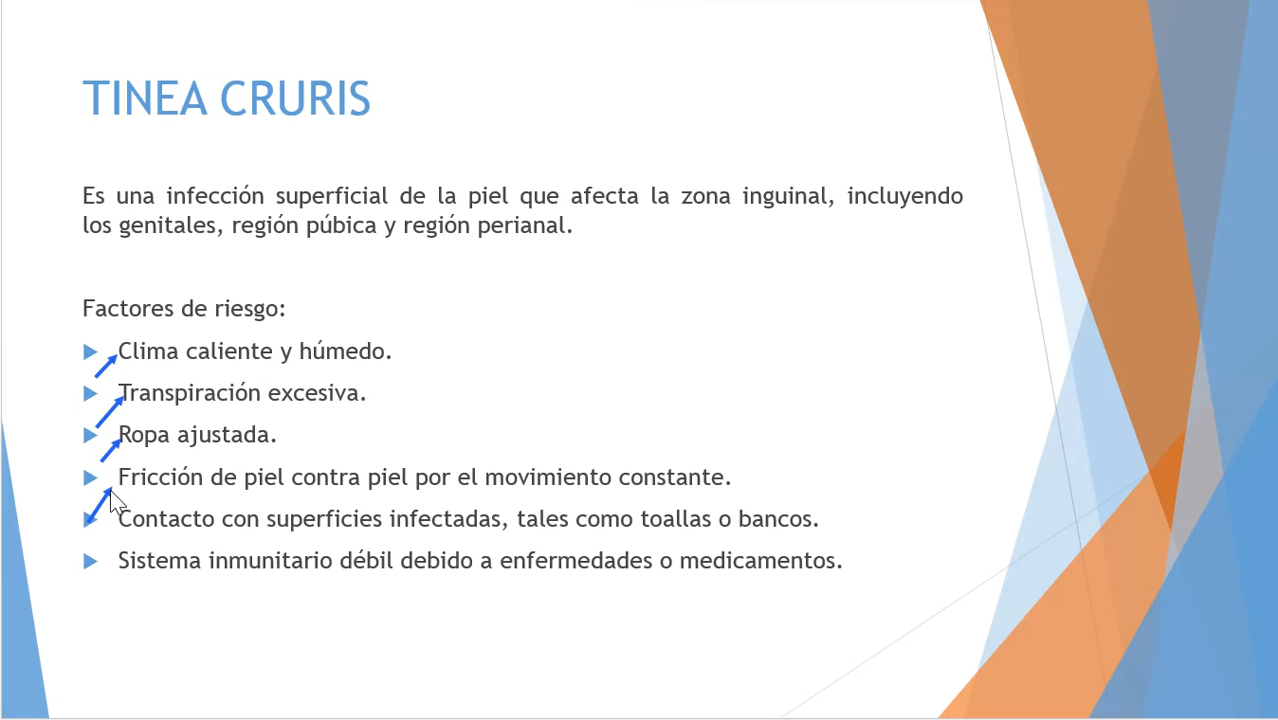 TINEA CRURIS
Es una infección superficial de la piel que afecta la zona inguinal, incluyendo
los genitales, región púbica y región perianal.
Factores de riesgo:
Clima caliente y húmedo.
Transpiración excesiva.
Ropa ajustada.
Fricción de piel contra piel por el movimiento constante.
Contacto con superficies infectadas, tales como toallas o bancos.
Sistema inmunitario débil debido a enfermedades o medicamentos.